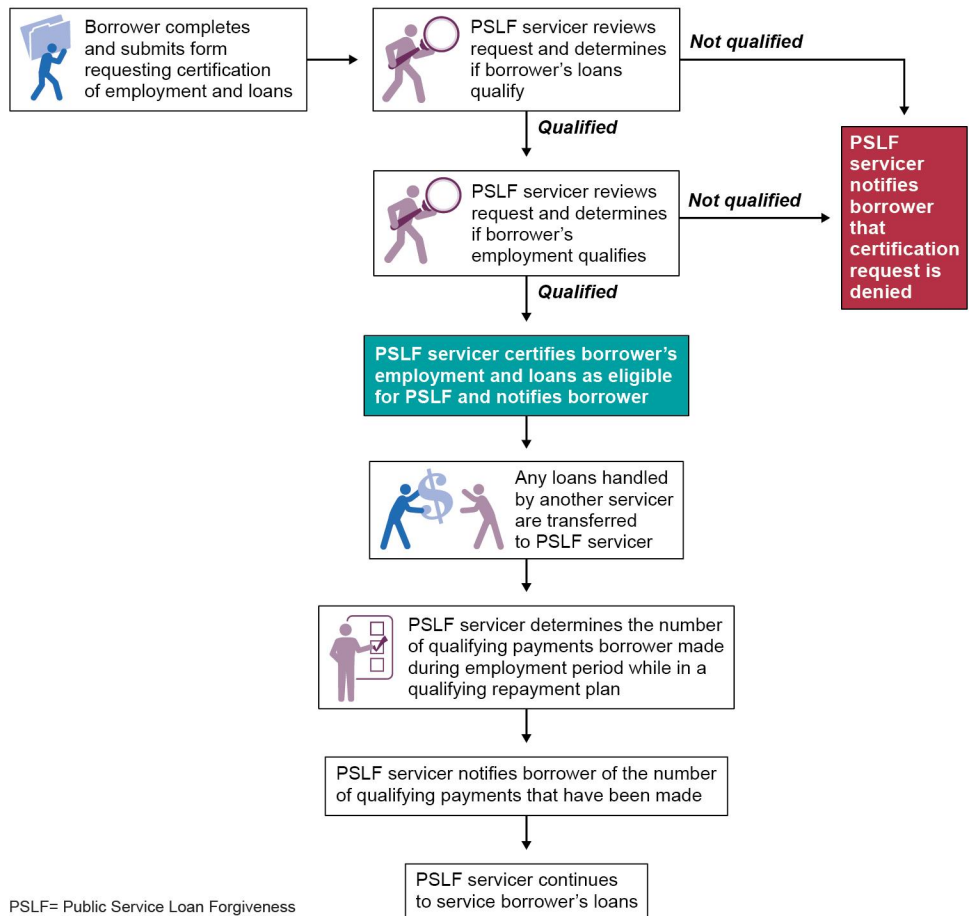 Borrower completes
and submits form
requesting certification
of employment and loans
PSLF servicer reviews
request and determines
if borrower's loans
qualify
Not qualified
Qualified
PSLF
servicer
notifies
borrower
that
certification
request is
denied
PSLF servicer reviews
request and determines
if borrower's
employment qualifies
Not qualified
Qualified
PSLF servicer certifies borrower's
employment and loans as eligible
for PSLF and notifies borrower
$
Any loans handled
by another servicer
are transferred
to PSLF servicer
PSLF servicer determines the number
of qualifying payments borrower made
during employment period while in a
qualifying repayment plan
PSLF servicer notifies borrower of the number
of qualifying payments that have been made
PSLF servicer continues
to service borrower's loans
PSLF= Public Service Loan Forgiveness